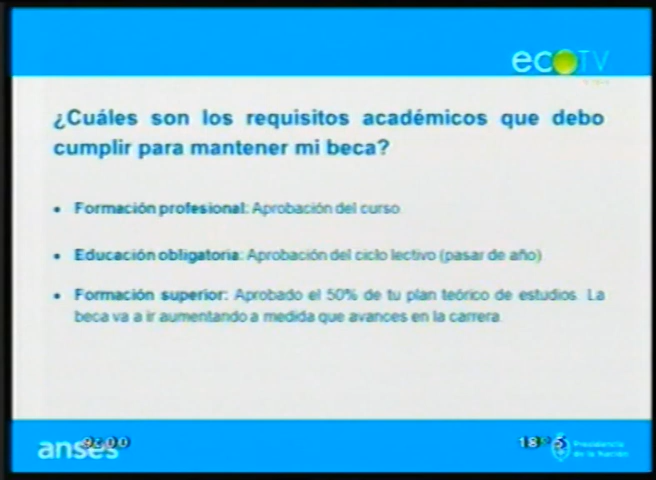 ecoTV
¿Cuáles son los requisitos académicos que debo
cumplir para mantener mi beca?
• Formación profesional: Aprobación del curso
• Educación obligatoria: Aprobación del ciclo lectivo (pasar de año)
• Formación superior: Aprobado el 50% de tu plan teórico de estudios. La
beca va a ir aumentando a medida que avances en la carrera.
anses
Presidencia
de la Nación